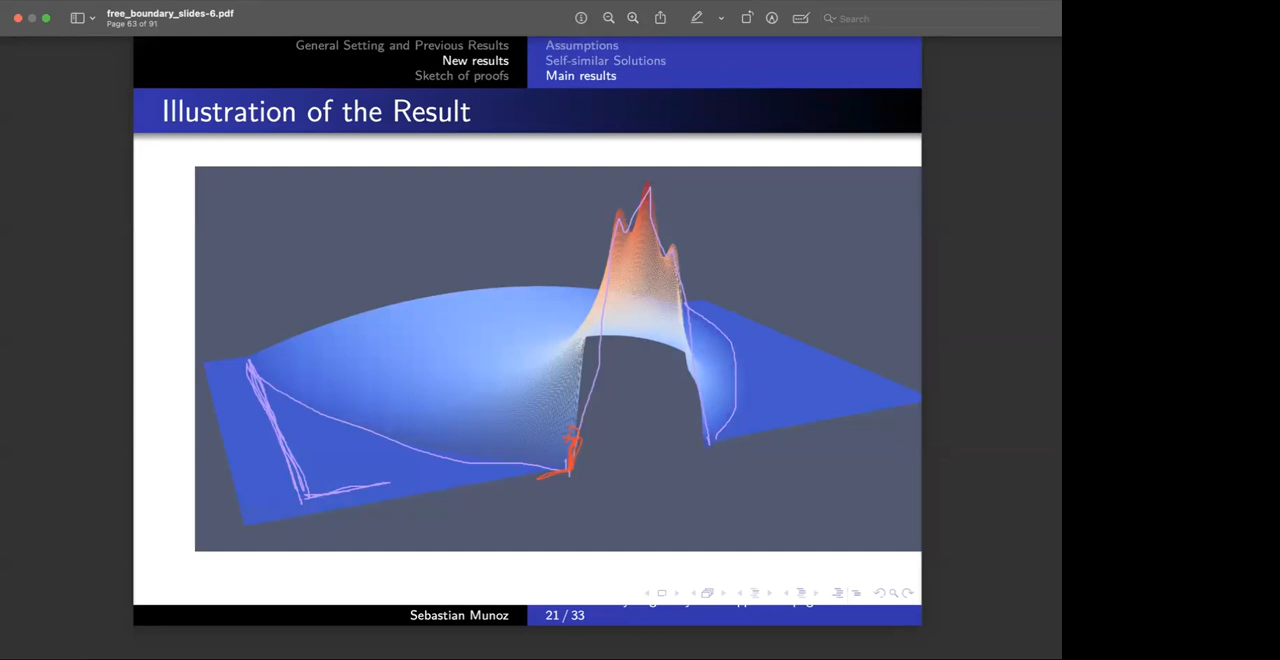 free_boundary_slides-6.pdf
Page 63 of 91
Search
General Setting and Previous Results
New results
Sketch of proofs
Assumptions
Self-similar Solutions
Main results
Illustration of the Result
Sebastian Munoz
21 / 33